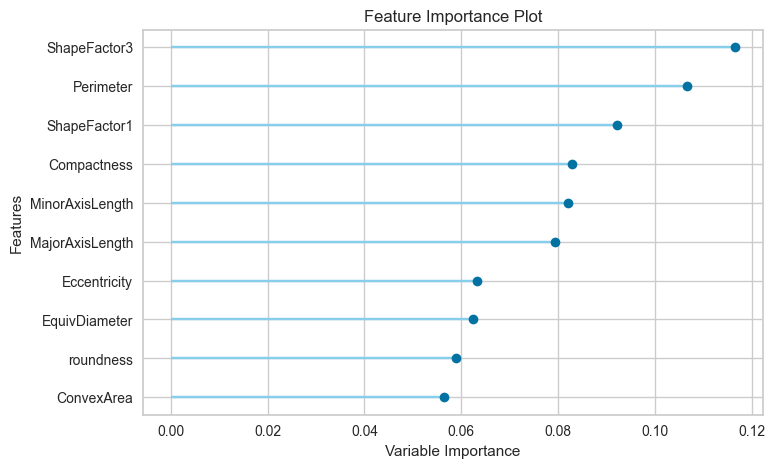 Feature Importance Plot
ShapeFactor3
Perimeter
ShapeFactor1
Compactness
MinorAxisLength
MajorAxisLength
Eccentricity
EquivDiameter
roundness
ConvexArea
Features
0.00 0.02 0.04 0.06 0.08 0.10 0.12
Variable Importance